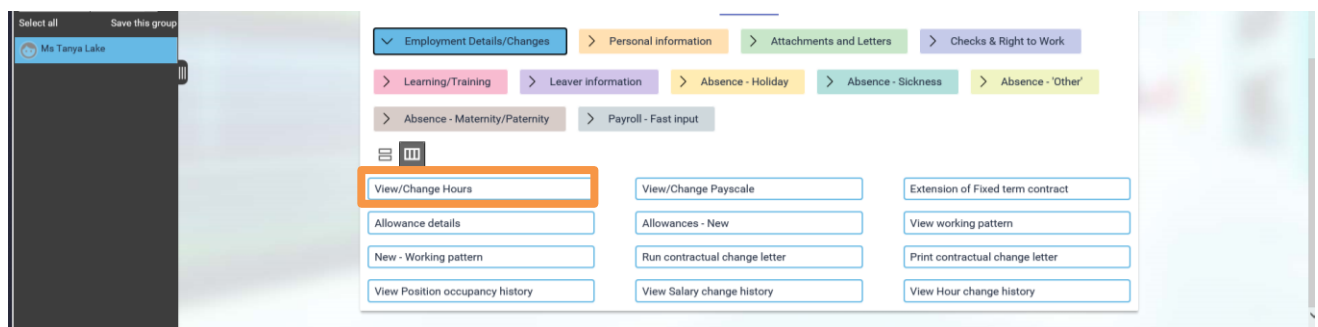 Select all Save this group
Ms Tanya Lake
Employment Details/Changes Personal information Attachments and Letters Checks & Right to Work
Learning/Training Leaver information Absence - Holiday Absence - Sickness Absence - 'Other'
Absence - Maternity/Paternity Payroll - Fast input
View/Change Hours View/Change Payscale Extension of Fixed term contract
Allowance details Allowances - New View working pattern
New - Working pattern Run contractual change letter Print contractual change letter
View Position occupancy history View Salary change history View Hour change history